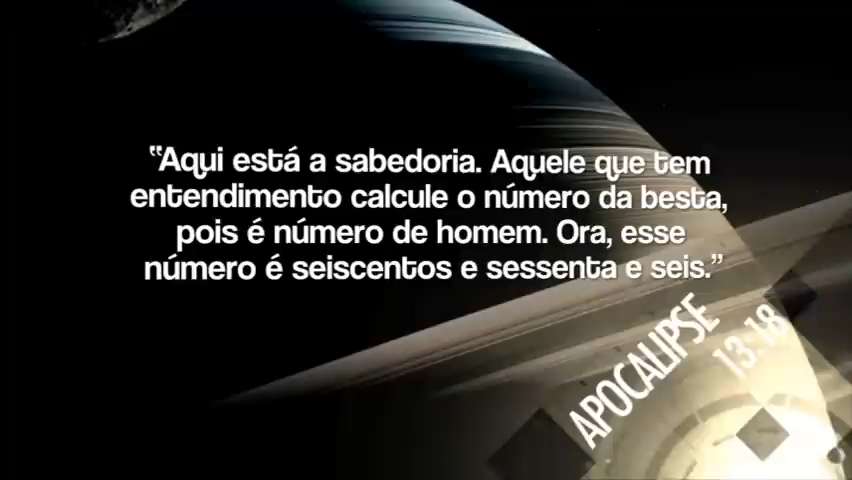 “Aqui está a sabedoria. Aquele que tem
entendimento calcule o número da besta,
pois é número de homem. Ora, esse
número é seiscentos e sessenta e seis.”
APOCALIPSE
13:18